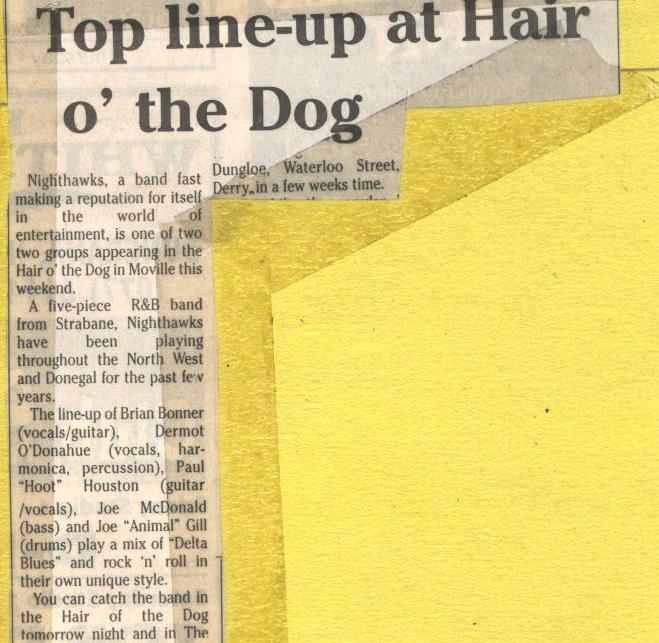 Top line-up at Hair
o' the Dog
Nighthawks, a band fast
making a reputation for itself
in the world of
entertainment, is one of two
two groups appearing in the
Hair o' the Dog in Moville this
weekend.
A five-piece R&B band
from Strabane, Nighthawks
have been playing
throughout the North West
and Donegal for the past few
years.
The line-up of Brian Bonner
(vocals/guitar), Dermot
O'Donahue (vocals, har-
monica, percussion), Paul
"Hoot" Houston (guitar
/vocals), Joe McDonald
(bass) and Joe "Animal" Gill
(drums) play a mix of "Delta
Blues" and rock 'n' roll in
their own unique style.
You can catch the band in
the Hair of the Dog
tomorrow night and in The
Dungloe, Waterloo Street,
Derry, in a few weeks time.